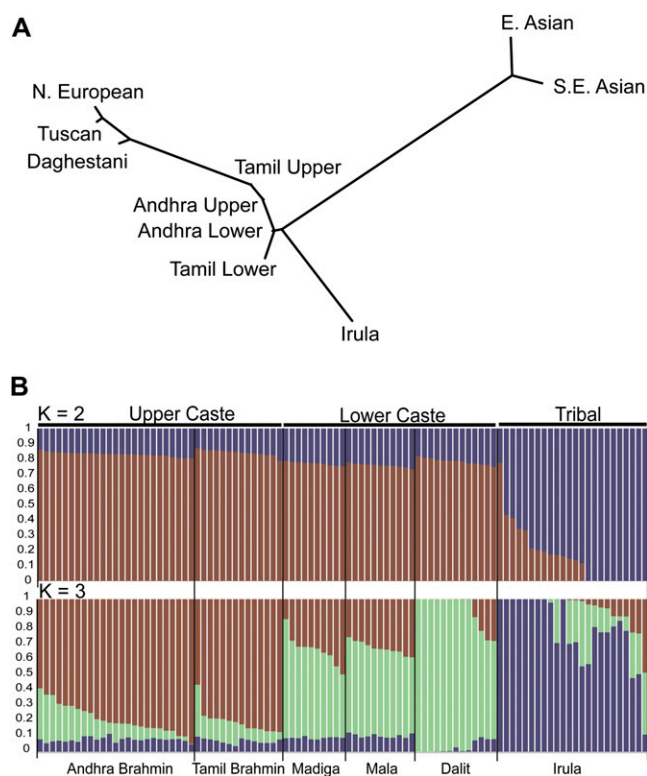 A
E. Asian
S.E. Asian
N. European
Tuscan
Daghestani
Tamil Upper
Andhra Upper
Andhra Lower
Tamil Lower
Irula
B
K = 2 Upper Caste Lower Caste Tribal
1
0.9
0.8
0.7
0.6
0.5
0.4
0.3
0.2
0.1
0
K = 3
1
0.9
0.8
0.7
0.6
0.5
0.4
0.3
0.2
0.1
0
Andhra Brahmin Tamil Brahmin Madiga Mala Dalit Irula